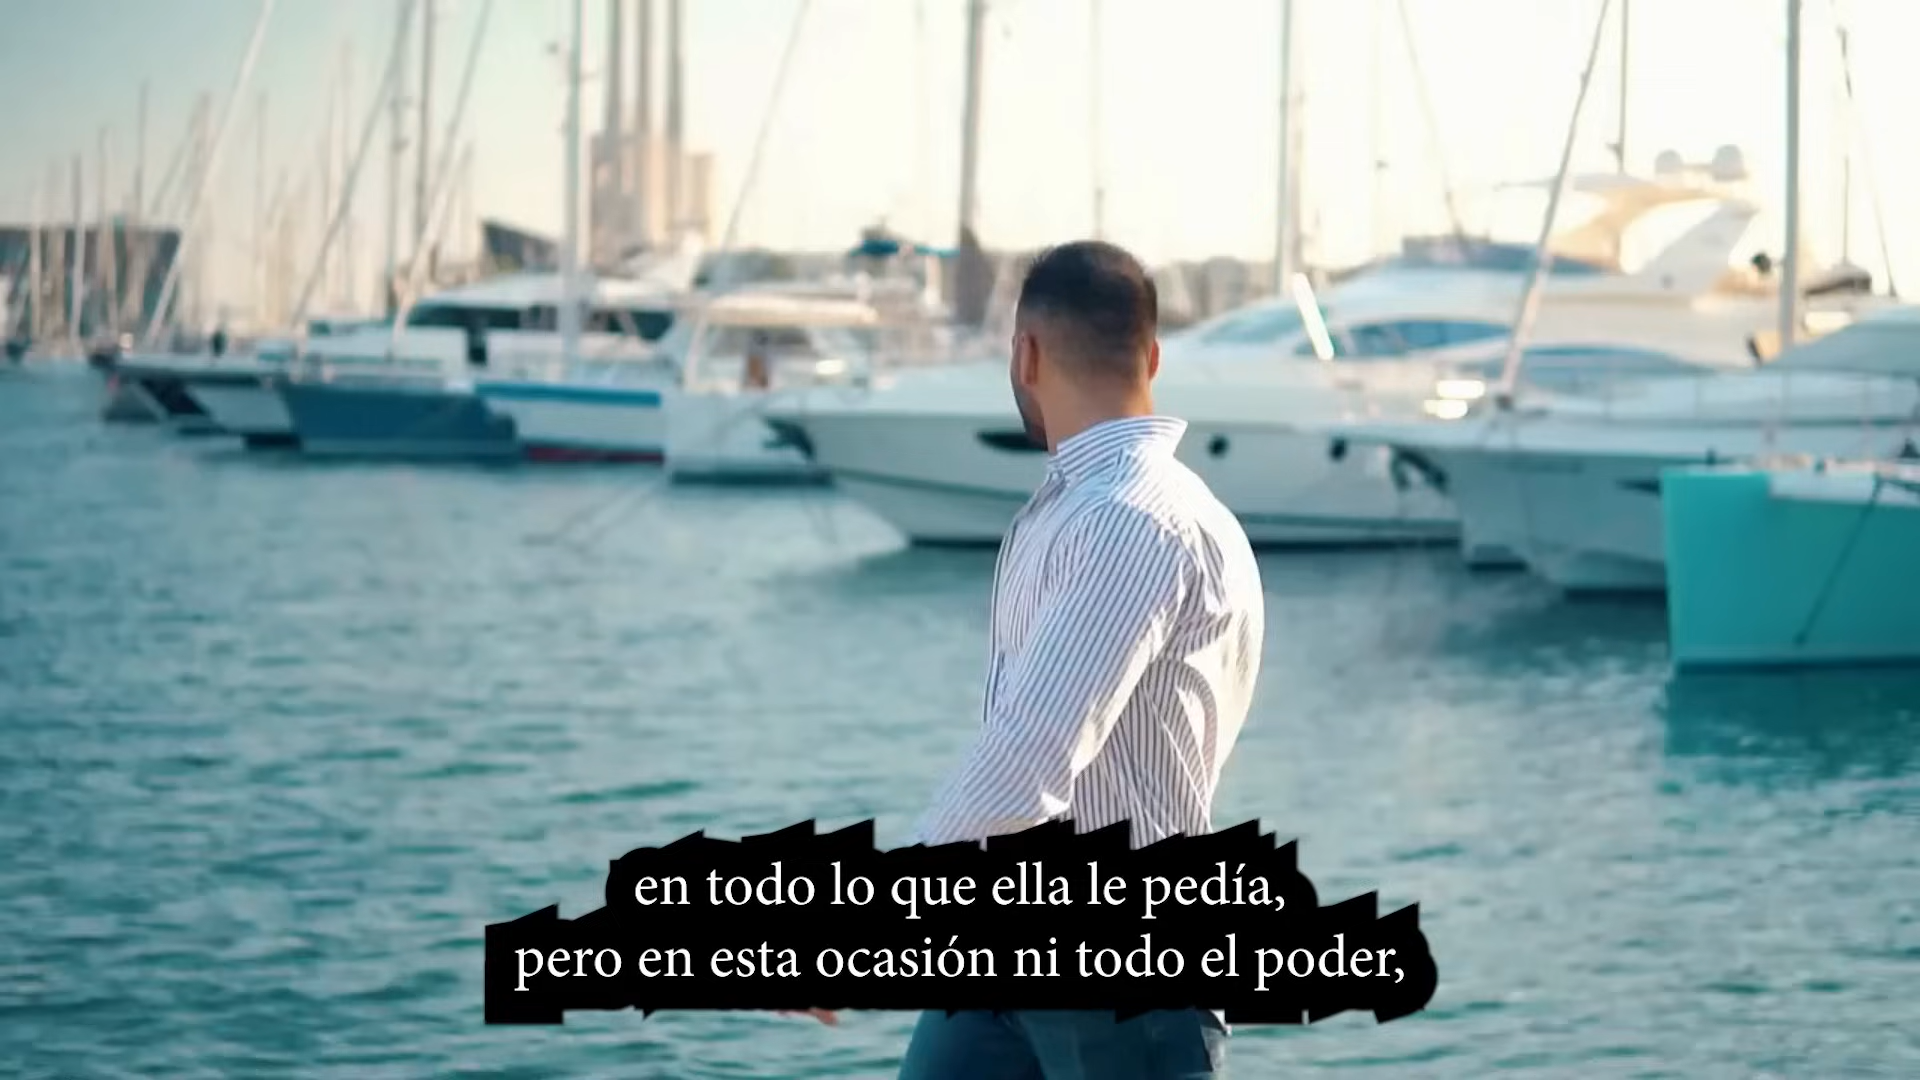 en todo lo que ella le pedía,
pero en esta ocasión ni todo el poder,